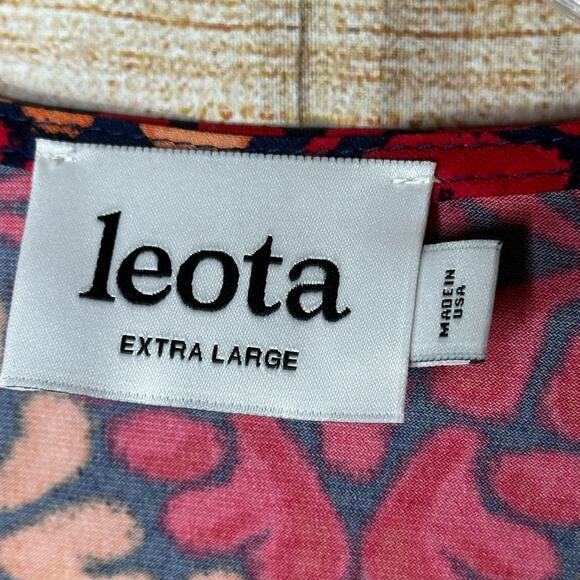 leota
EXTRA LARGE
MADE IN
USA